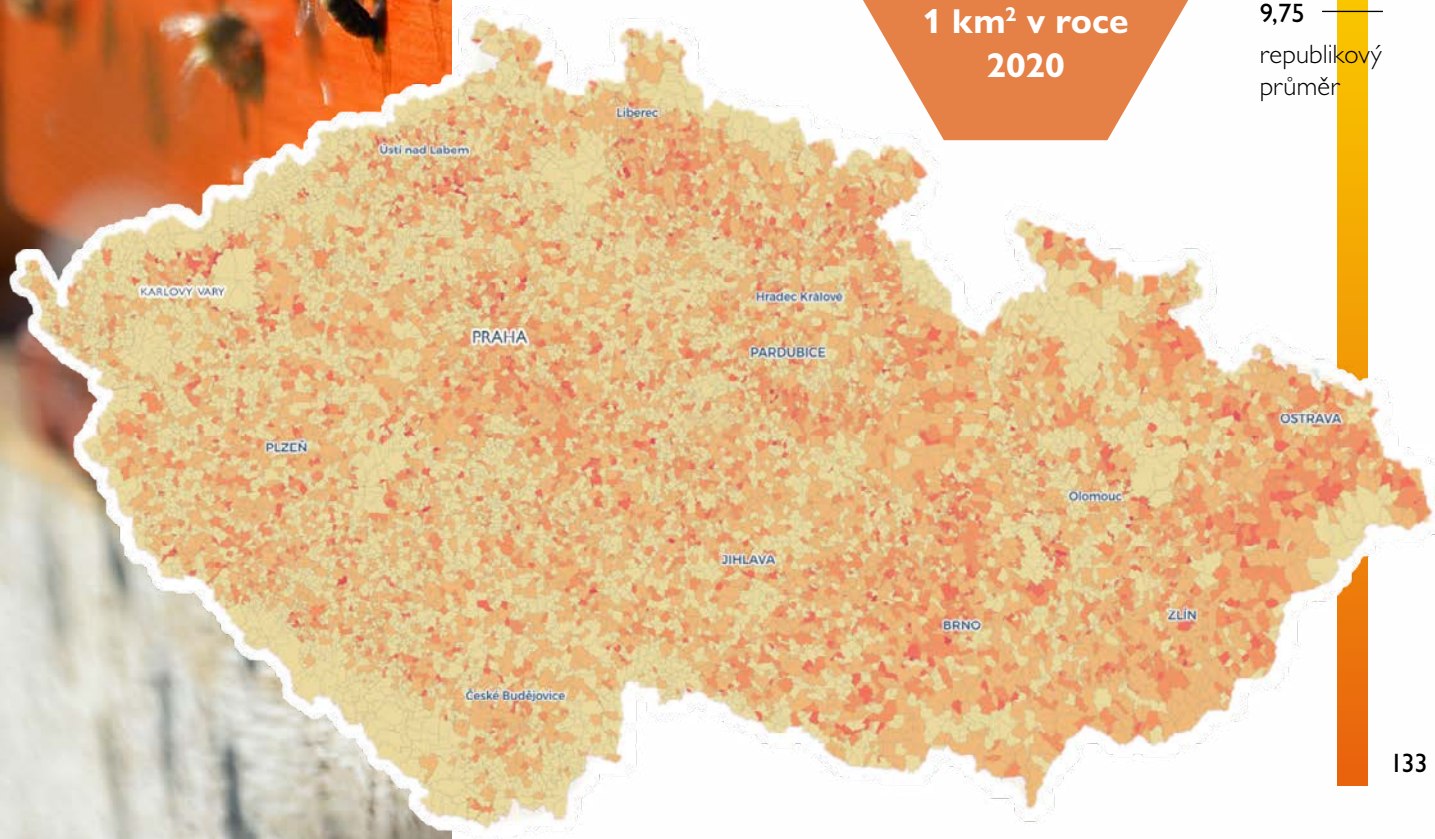 1 km² v roce
2020
9,75
republikový
průměr
Liberec
Ústí nad Labem
KARLOVY VARY
Hradec Králové
PRAHA
PARDUBICE
OSTRAVA
PLZEŇ
Olomouc
JIHLAVA
ZLÍN
BRNO
České Budějovice
133